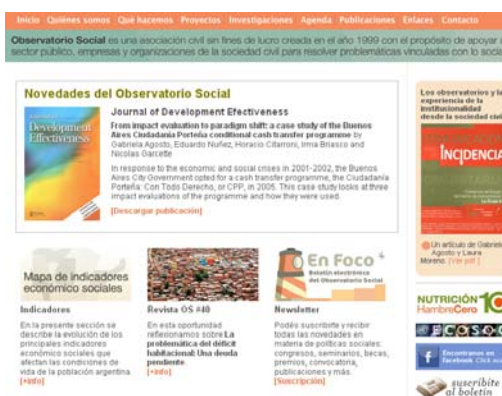 Inicio Quiénes somos Qué hacemos Proyectos Investigaciones Agenda Publicaciones Enlaces Contacto
Observatorio Social es una asociación civil sin fines de lucro creada en el año 1999 con el propósito de apoyar
sector público, empresas y organizaciones de la sociedad civil para resolver problemáticas vinculadas con lo socia
Novedades del Observatorio Social
Journal of
Development
Effectiveness
Journal of Development Effectiveness
From impact evaluation to paradigm shift: a case study of the Buenos
Aires Ciudadanía Porteña conditional cash transfer programme by
Gabriela Agosto, Eduardo Nuñez, Horacio Citarroni, Irma Briasco and
Nicolas Garcette
In response to the economic and social crises in 2001-2002, the Buenos
Aires City Government opted for a cash transfer programme, the Ciudadanía
Porteña: Con Todo Derecho, or CPP, in 2005. This case study looks at three
impact evaluations of the programme and how they were used.
[Descargar publicación]
Los observatorios y la
experiencia de la
institucionalidad
desde la sociedad civil
INCIDENCIA
Un artículo de Gabriela
Agosto y Laura
Moreno. [Ver pdf]
Mapa de indicadores
económico sociales
Indicadores
En la presente sección se
describe la evolución de los
principales indicadores
económico sociales que
afectan las condiciones de
vida de la población argentina.
[+info]
Revista OS #40
En esta oportunidad
reflexionamos sobre La
problemática del déficit
habitacional: Una deuda
pendiente.
[+info]
En Foco
Boletín electrónico
del Observatorio Social
Newsletter
Podés suscribirte y recibir
todas las novedades en
materia de políticas sociales:
congresos, seminarios, becas,
premios, convocatoria,
publicaciones y más.
[Suscripción]
NUTRICIÓN 10
HambreCero
ECOSOC
Encontranos en
facebook Click
suscribite
al boletín